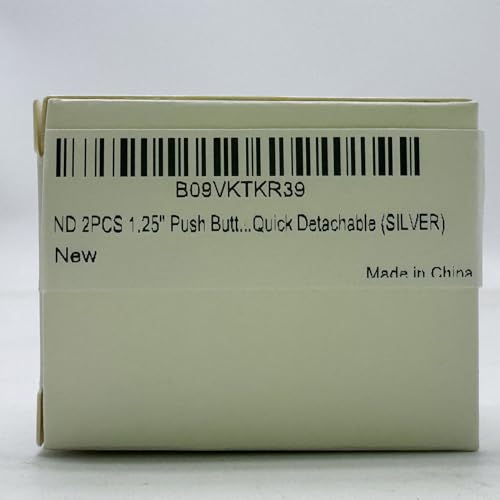 B09VKTKR39
ND 2PCS 1.25" Push Butt...Quick Detachable (SILVER)
New
Made in China